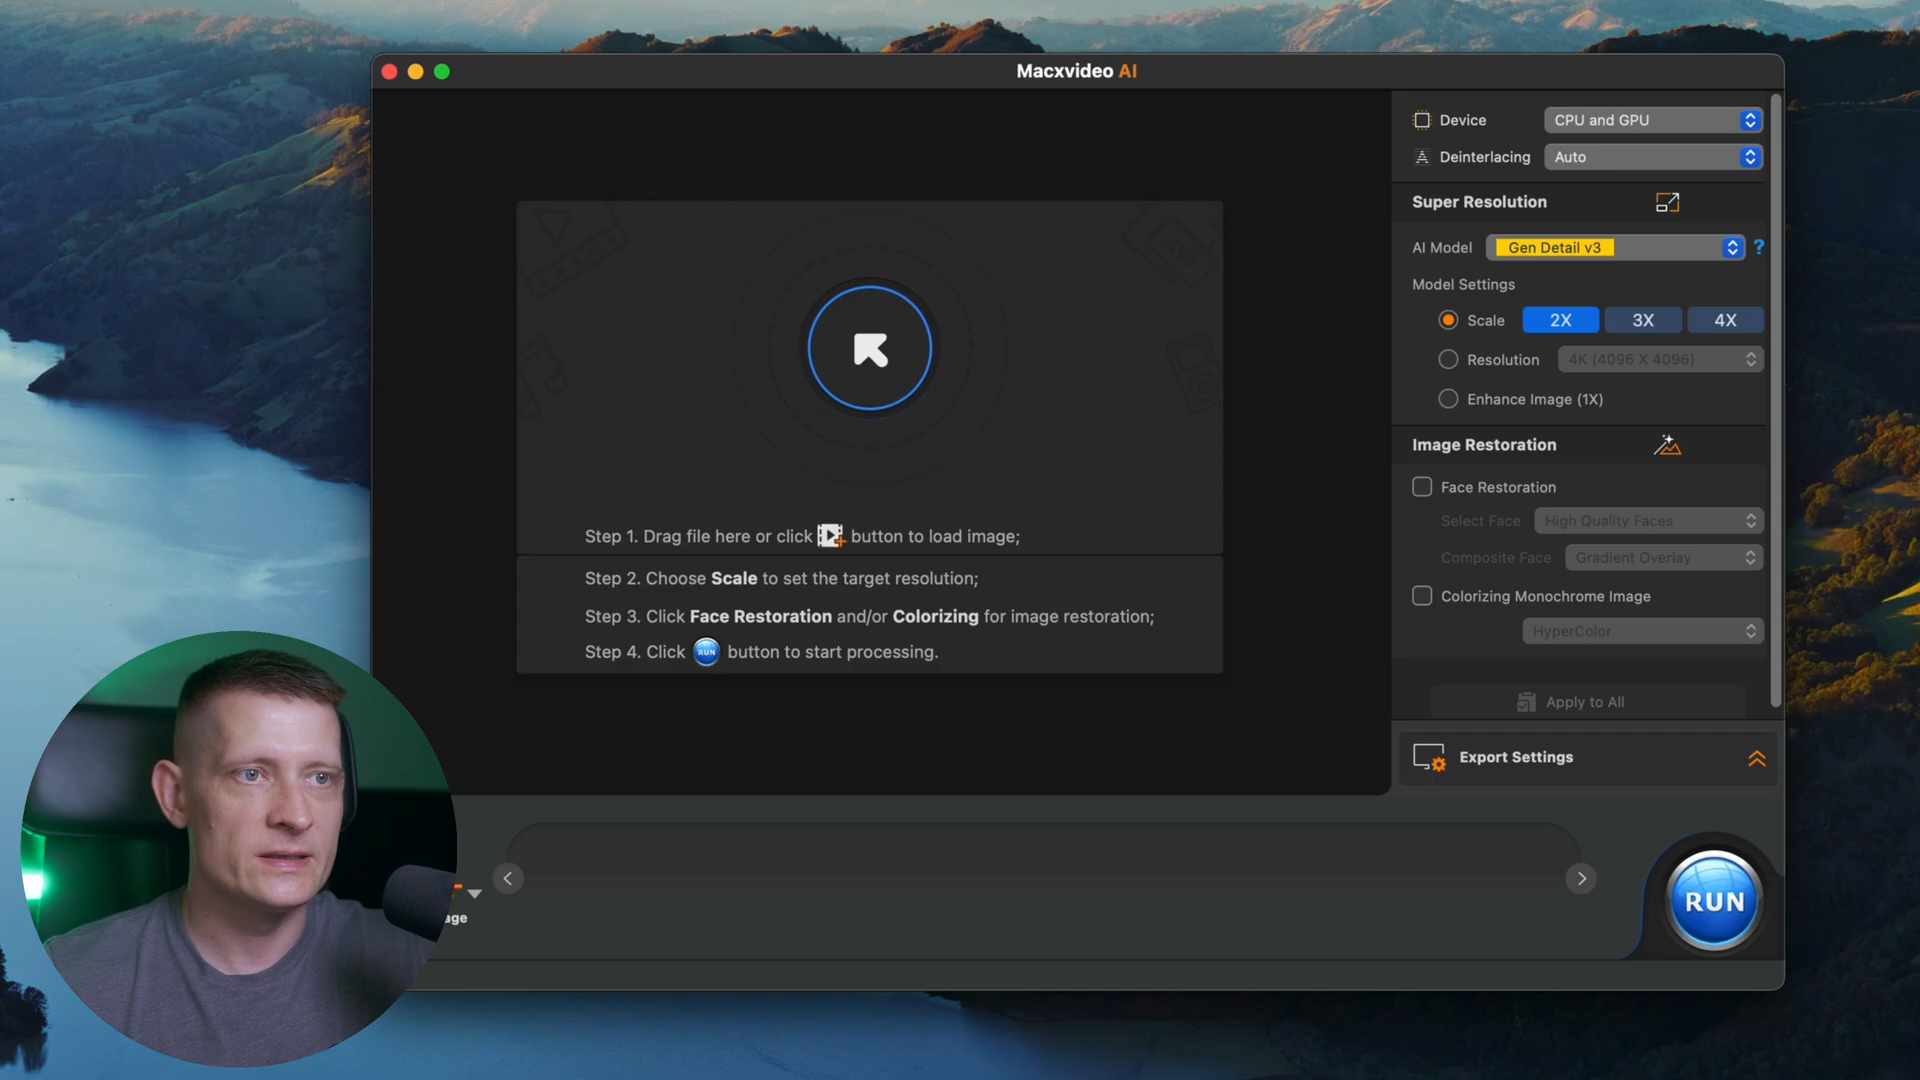 Macxvideo AI
Device CPU and GPU
Deinterlacing Auto
Super Resolution
AI Model Gen Detail v3 ?
Model Settings
Scale 2X 3X 4X
Resolution 4K (4096 X 4096)
Enhance Image (1X)
Image Restoration
Face Restoration
Select Face High Quality Faces
Composite Face Gradient Overlay
Colorizing Monochrome Image
HyperColor
Apply to All
Export Settings
Step 1. Drag file here or click button to load image;
Step 2. Choose Scale to set the target resolution;
Step 3. Click Face Restoration and/or Colorizing for image restoration;
Step 4. Click RUN button to start processing.
age
RUN